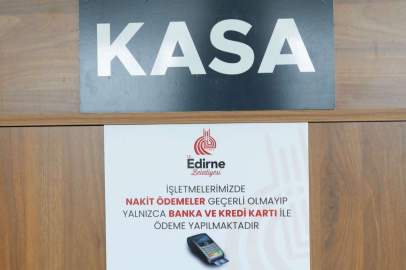 KASA
Edirne
Belediyesi
İŞLETMELERİMİZDE
NAKİT ÖDEMELER GEÇERLİ OLMAYIP
YALNIZCA BANKA VE KREDİ KARTI İLE
ÖDEME YAPILMAKTADIR